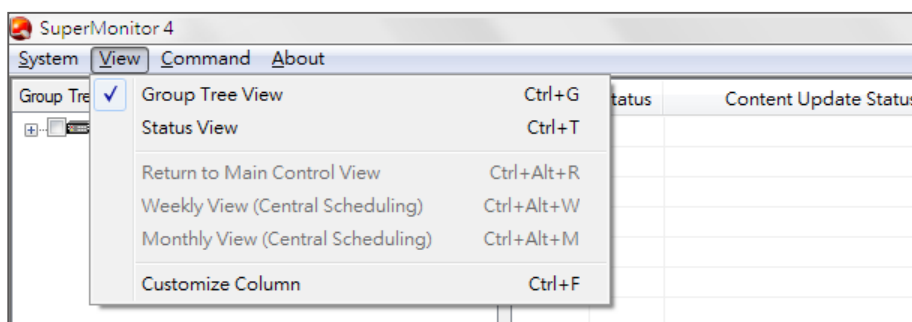 SuperMonitor 4
System View Command About
Group Tre
tatus
Content Update Status
Group Tree View Ctrl+G
Status View Ctrl+T
Return to Main Control View Ctrl+Alt+R
Weekly View (Central Scheduling) Ctrl+Alt+W
Monthly View (Central Scheduling) Ctrl+Alt+M
Customize Column Ctrl+F